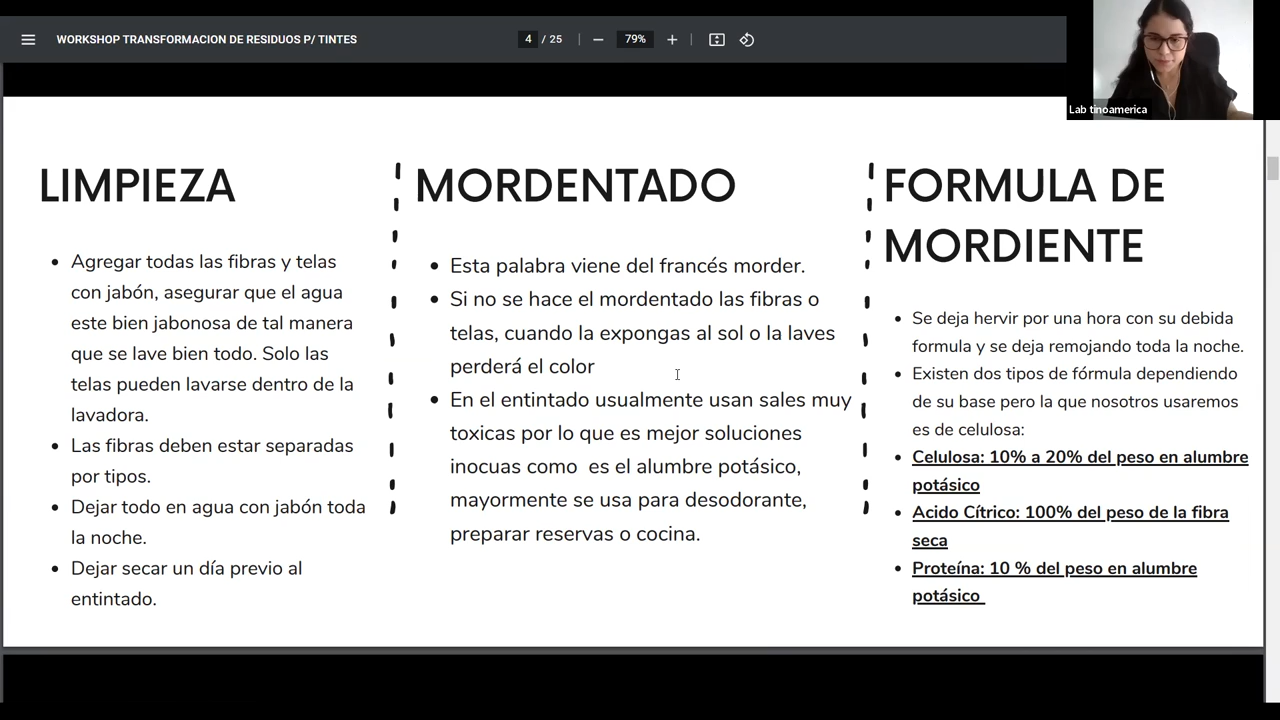 WORKSHOP TRANSFORMACION DE RESIDUOS P/ TINTES
4 / 25
79%
Lab tinoamerica
LIMPIEZA
Agregar todas las fibras y telas
con jabón, asegurar que el agua
este bien jabonosa de tal manera
que se lave bien todo. Solo las
telas pueden lavarse dentro de la
lavadora.
Las fibras deben estar separadas
por tipos.
Dejar todo en agua con jabón toda
la noche.
Dejar secar un día previo al
entintado.
MORDENTADO
Esta palabra viene del francés morder.
Si no se hace el mordentado las fibras o
telas, cuando la expongas al sol o la laves
perderá el color
En el entintado usualmente usan sales muy
toxicas por lo que es mejor soluciones
inocuas como es el alumbre potásico,
mayormente se usa para desodorante,
preparar reservas o cocina.
FORMULA DE
MORDIENTE
Se deja hervir por una hora con su debida
formula y se deja remojando toda la noche.
Existen dos tipos de fórmula dependiendo
de su base pero la que nosotros usaremos
es de celulosa:
Celulosa: 10% a 20% del peso en alumbre
potásico
Acido Cítrico: 100% del peso de la fibra
seca
Proteína: 10 % del peso en alumbre
potásico